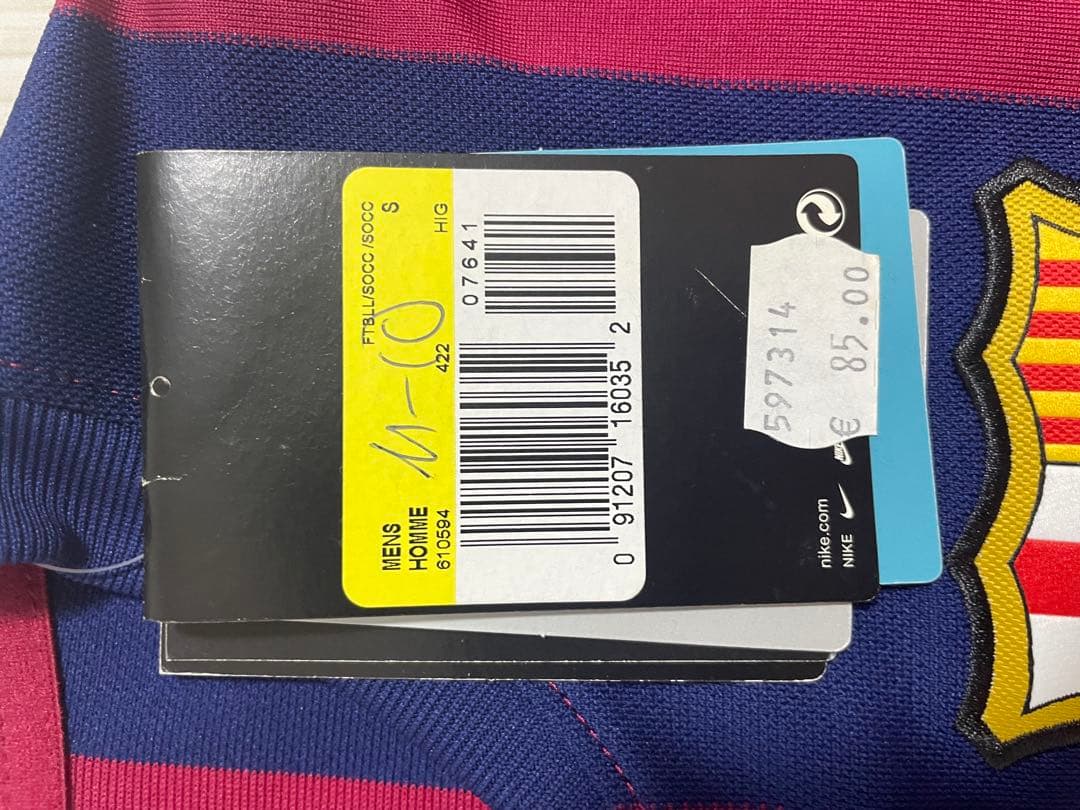 MENS
HOMME
610594
422
FTBLL/SOCC/SOCC
S
HIG
07641
0 91207 16035 2
597314
€ 85.00
nike.com
NIKE